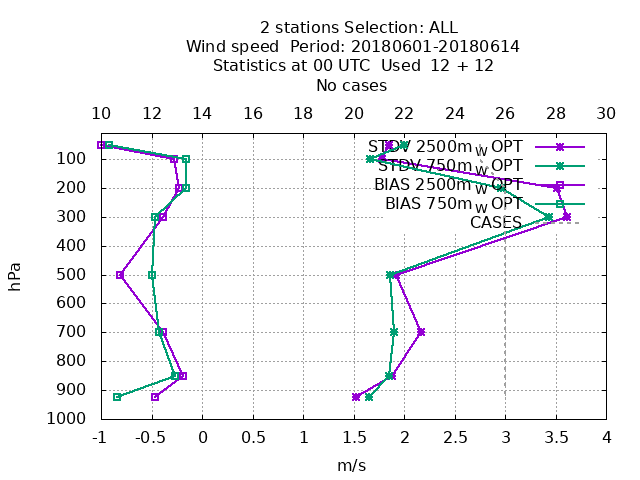 2 stations Selection: ALL
Wind speed  Period: 20180601-20180614
Statistics at 00 UTC  Used  12 + 12
No cases
10 12 14 16 18 20 22 24 26 28 30
STDV 2500m_W OPT
100
STDV 750m_W OPT
200
BIAS 2500m_W OPT
BIAS 750m_W OPT
300
CASES
400
hPa
500
600
700
800
900
1000
-1 -0.5 0 0.5 1 1.5 2 2.5 3 3.5 4
m/s